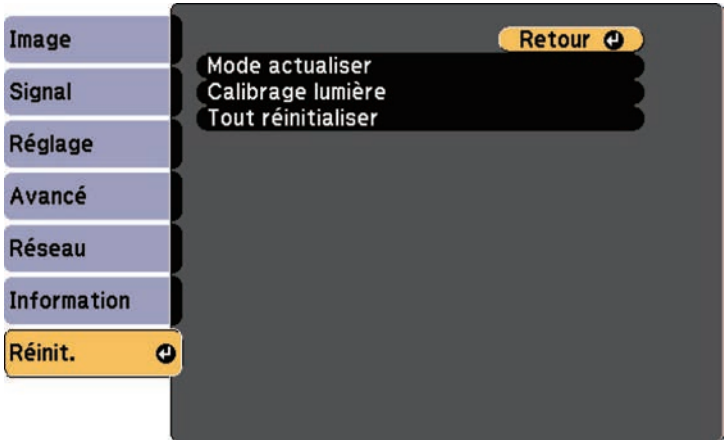 Image
Signal
Réglage
Avancé
Réseau
Information
Réinit.
Retour
Mode actualiser
Calibrage lumière
Tout réinitialiser